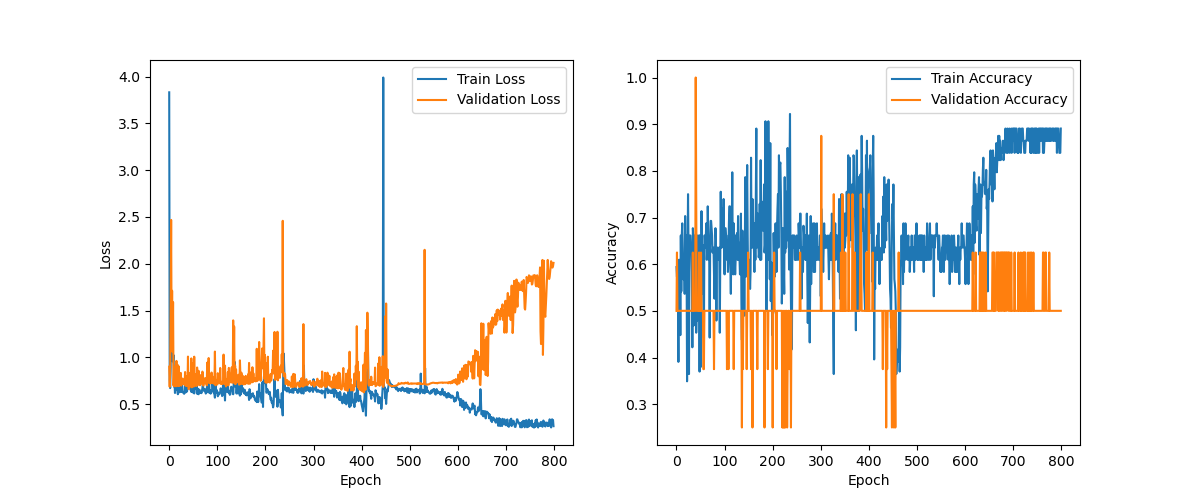 Train Loss
Validation Loss
4.0
3.5
3.0
2.5
2.0
1.5
1.0
0.5
Loss
0 100 200 300 400 500 600 700 800
Epoch
Train Accuracy
Validation Accuracy
1.0
0.9
0.8
0.7
0.6
0.5
0.4
0.3
Accuracy
0 100 200 300 400 500 600 700 800
Epoch